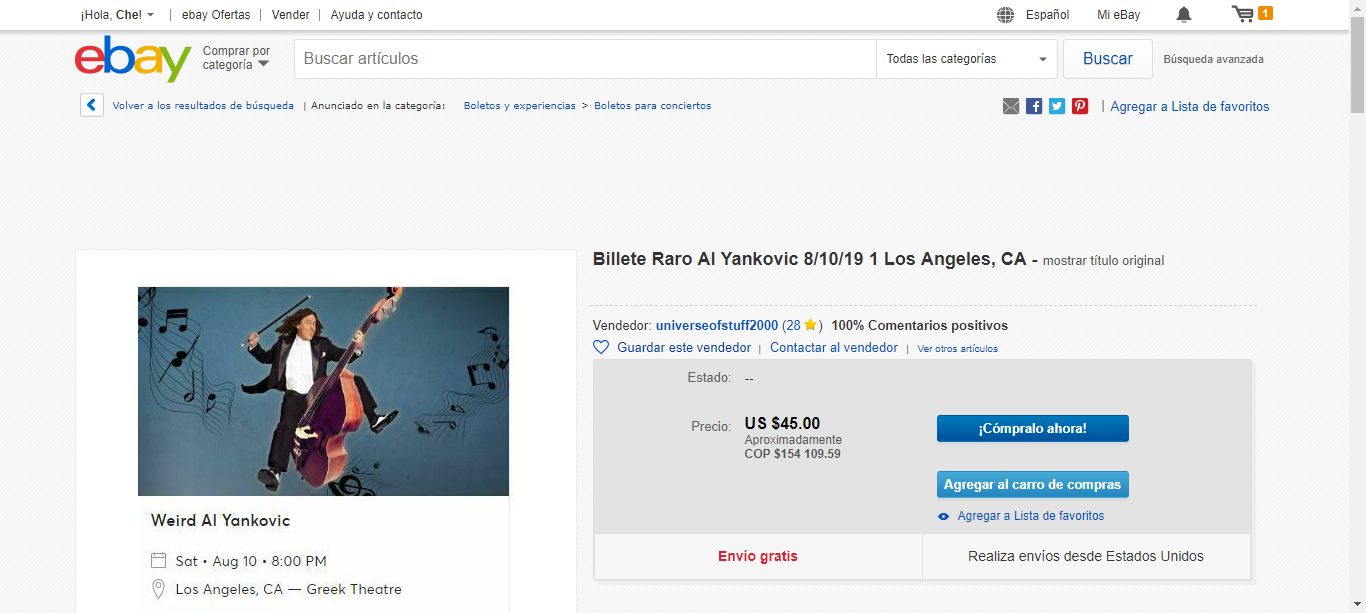 ¡Hola, Che! | ebay Ofertas | Vender | Ayuda y contacto Español Mi eBay 1
ebay Comprar por categoría Buscar artículos Todas las categorías Buscar Búsqueda avanzada
Volver a los resultados de búsqueda | Anunciado en la categoría: Boletos y experiencias > Boletos para conciertos | Agregar a Lista de favoritos
Billete Raro Al Yankovic 8/10/19 1 Los Angeles, CA - mostrar título original
Vendedor: universeofstuff2000 (28 ) 100% Comentarios positivos
Guardar este vendedor | Contactar al vendedor | Ver otros artículos
Estado: --
Precio: US $45.00
Aproximadamente
COP $154 109.59
¡Cómpralo ahora!
Agregar al carro de compras
Agregar a Lista de favoritos
Envío gratis Realiza envíos desde Estados Unidos
Weird Al Yankovic
Sat • Aug 10 • 8:00 PM
Los Angeles, CA — Greek Theatre